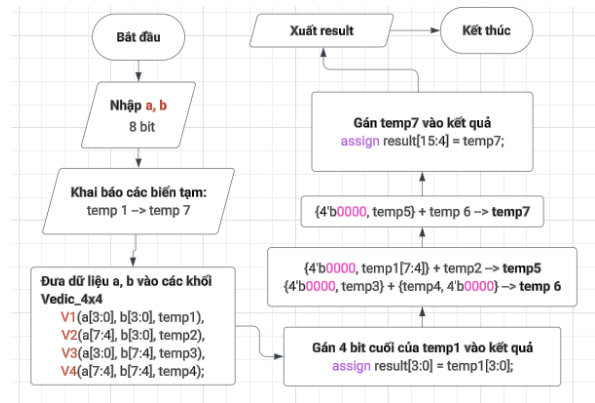 Bắt đầu
Nhập a, b
8 bit
Khai báo các biến tạm:
temp 1 -> temp 7
Đưa dữ liệu a, b vào các khối
Vedic_4x4
V1(a[3:0], b[3:0], temp1),
V2(a[7:4], b[3:0], temp2),
V3(a[3:0], b[7:4], temp3),
V4(a[7:4], b[7:4], temp4);
Gán 4 bit cuối của temp1 vào kết quả
assign result[3:0] = temp1[3:0];
{4'b0000, temp1[7:4]} + temp2 -> temp5
{4'b0000, temp3} + {temp4, 4'b0000} -> temp 6
{4'b0000, temp5} + temp 6 -> temp7
Gán temp7 vào kết quả
assign result[15:4] = temp7;
Xuất result
Kết thúc